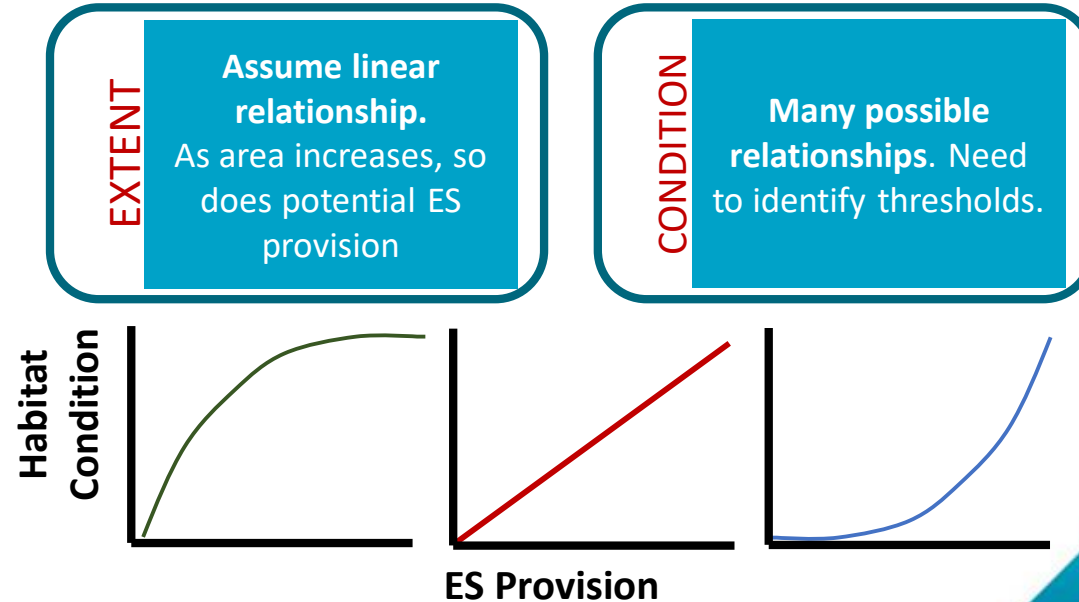 EXTENT
Assume linear
relationship.
As area increases, so
does potential ES
provision
CONDITION
Many possible
relationships. Need
to identify thresholds.
Habitat
Condition
ES Provision